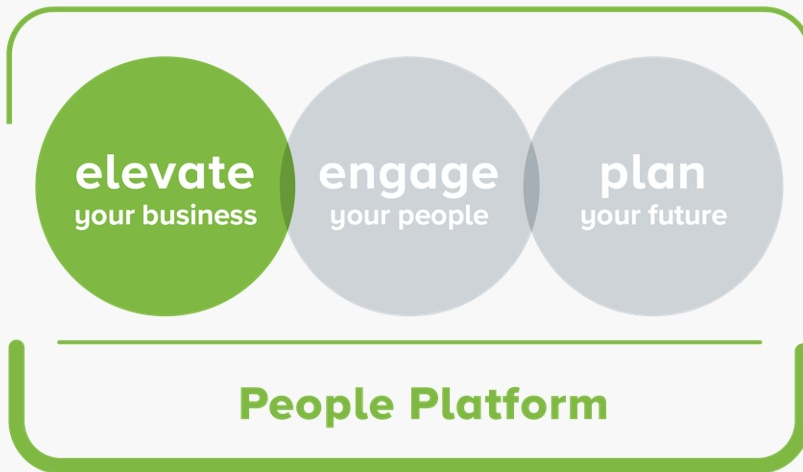 elevate
your business
engage
your people
plan
your future
People Platform